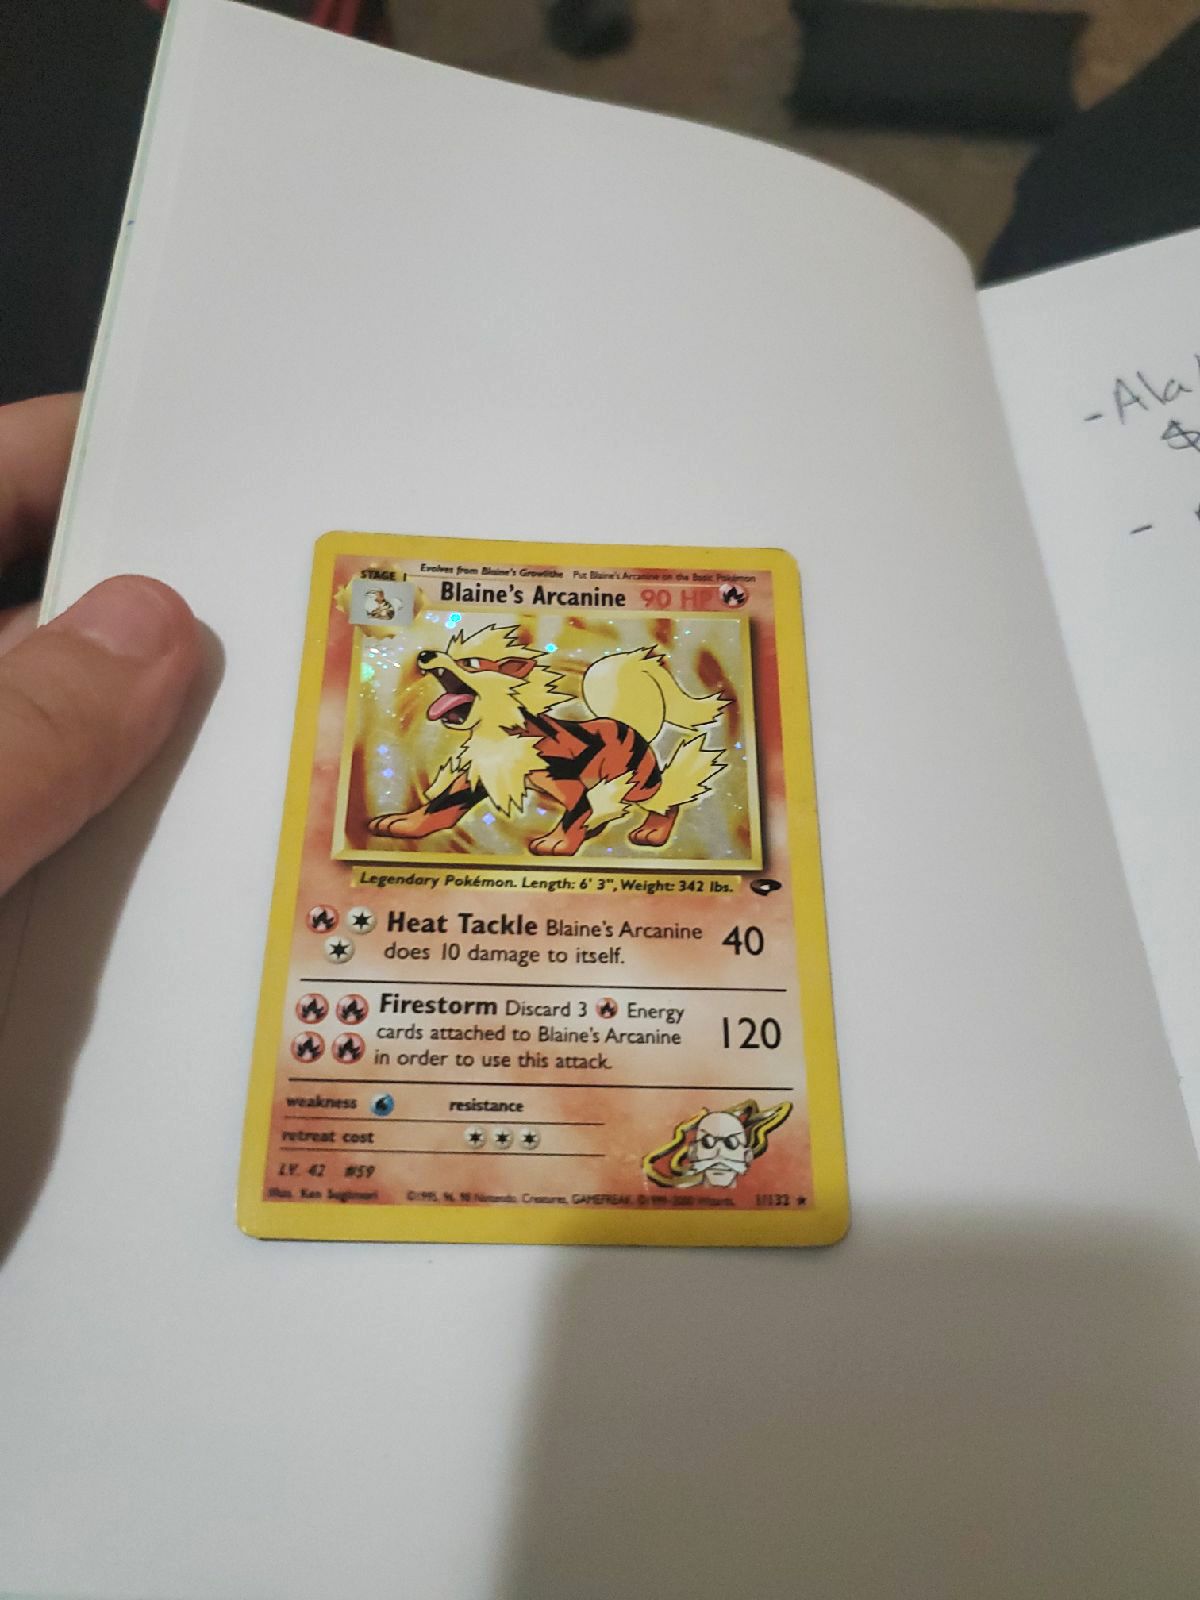 Evolves from Blaine's Growlithe Put Blaine's Arcanine on the Basic Pokémon
STAGE 1
Blaine's Arcanine 90 HP
Legendary Pokémon. Length: 6' 3", Weight: 342 lbs.
Heat Tackle Blaine's Arcanine
does 10 damage to itself.
40
Firestorm Discard 3 Energy
cards attached to Blaine's Arcanine
in order to use this attack.
120
weakness resistance
retreat cost
LV. 42 #59
Illus. Ken Sugimori ©1995, 96, 98 Nintendo, Creatures, GAMEFREAK. ©1999-2000 Wizards. 1/132 ★
- Ala
$
-